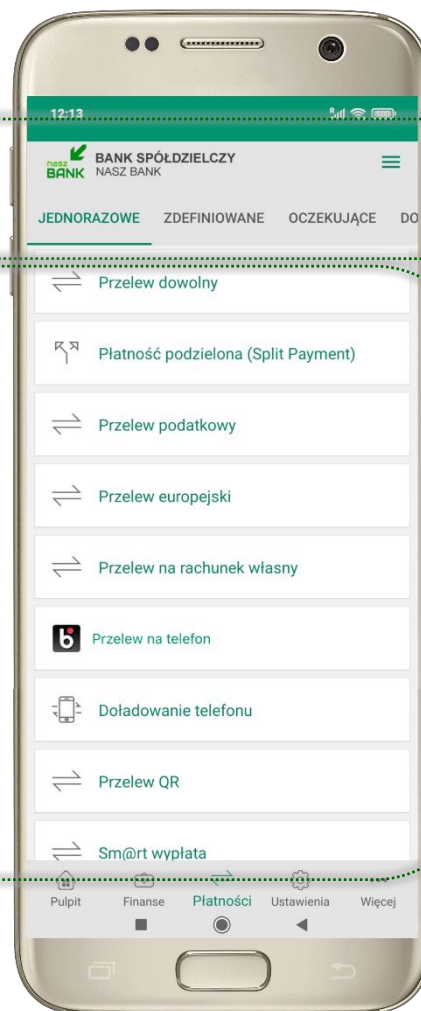 12:13
nasz
BANK
BANK SPÓŁDZIELCZY
NASZ BANK
JEDNORAZOWE ZDEFINIOWANE OCZEKUJĄCE DO
Przelew dowolny
Płatność podzielona (Split Payment)
Przelew podatkowy
Przelew europejski
Przelew na rachunek własny
Przelew na telefon
Doładowanie telefonu
Przelew QR
Sm@rt wypłata
Pulpit Finanse Płatności Ustawienia Więcej